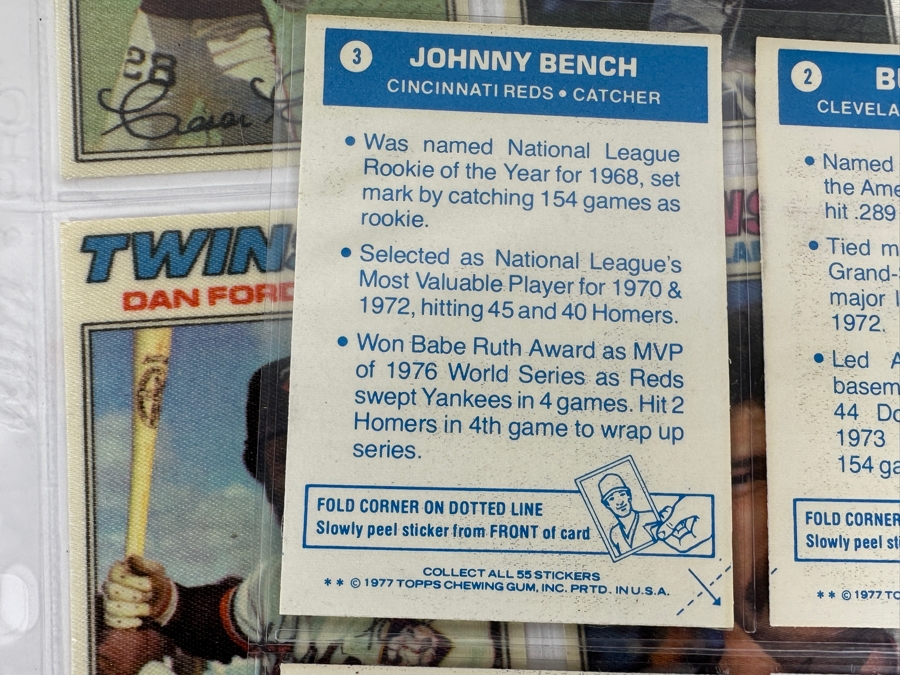 28
TWINS
DAN FORD
3
JOHNNY BENCH
CINCINNATI REDS • CATCHER
• Was named National League
Rookie of the Year for 1968, set
mark by catching 154 games as
rookie.
• Selected as National League's
Most Valuable Player for 1970 &
1972, hitting 45 and 40 Homers.
• Won Babe Ruth Award as MVP
of 1976 World Series as Reds
swept Yankees in 4 games. Hit 2
Homers in 4th game to wrap up
series.
FOLD CORNER ON DOTTED LINE
Slowly peel sticker from FRONT of card
COLLECT ALL 55 STICKERS
** © 1977 TOPPS CHEWING GUM, INC. PRTD. IN U.S.A.
2
CLEVELA
• Named
the Ame
hit .289
• Tied m
Grand-
major l
1972.
• Led A
basem
44 Do
1973
154 ga
FOLD CORNER
Slowly peel sti
** © 1977 TO